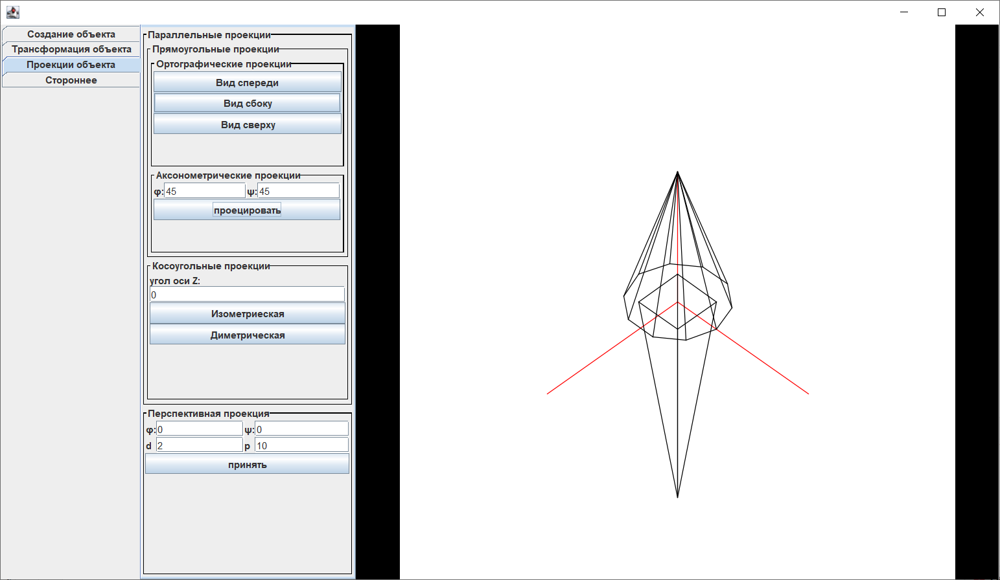 Создание объекта
Трансформация объекта
Проекции объекта
Стороннее
Параллельные проекции
Прямоугольные проекции
Ортографические проекции
Вид спереди
Вид сбоку
Вид сверху
Аксонометрические проекции
φ: 45 ψ: 45
проецировать
Косоугольные проекции
угол оси Z:
0
Изометриеская
Диметрическая
Перспективная проекция
φ: 0 ψ: 0
d 2 p 10
принять